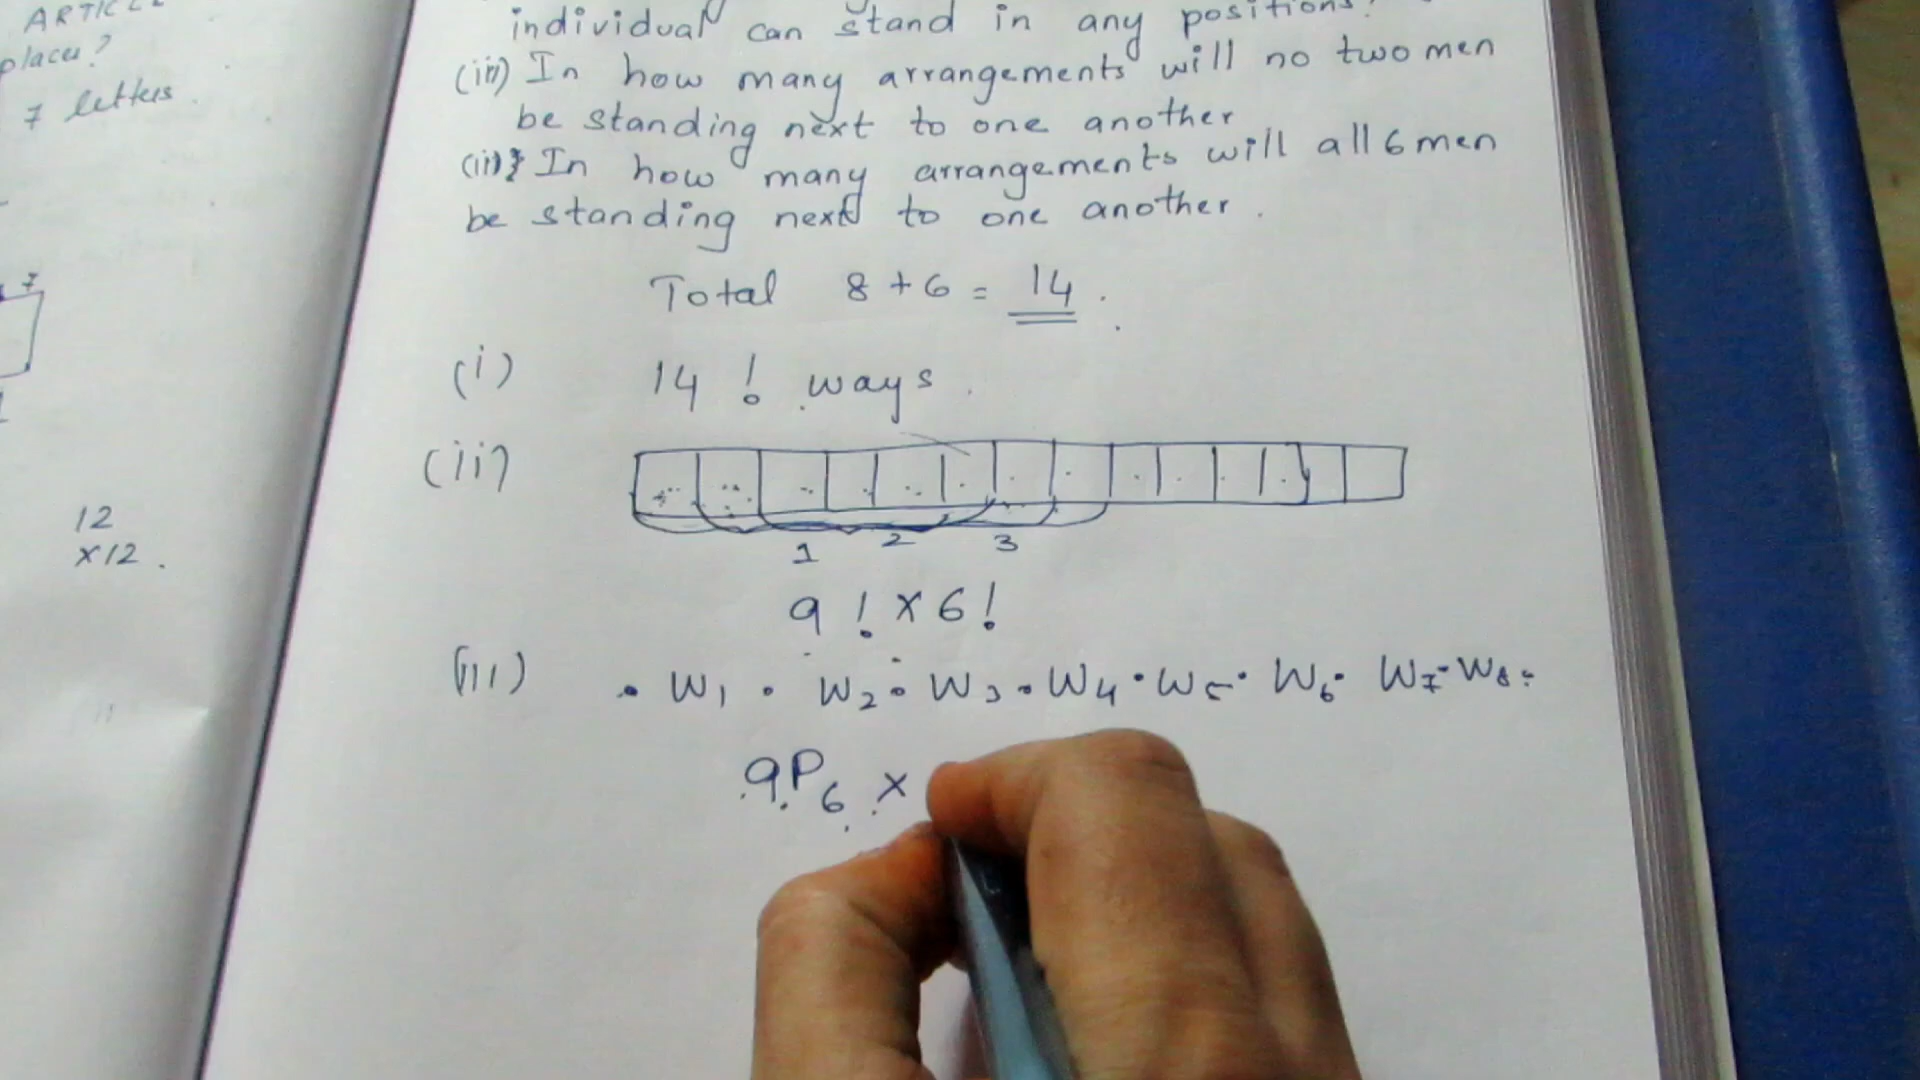 ARTICLE
places?
7 letters
7
12
x12.
individual can stand in any positions?
(iii) In how many arrangements will no two men
be standing next to one another
(ii) In how many arrangements will all 6 men
be standing next to one another.
Total 8 + 6 = 14.
(i) 14! ways.
(ii)
1 2 3
9! x 6!
(iii) . W1 . W2 . W3 . W4 . W5 . W6 . W7 . W8 .
9P6 x